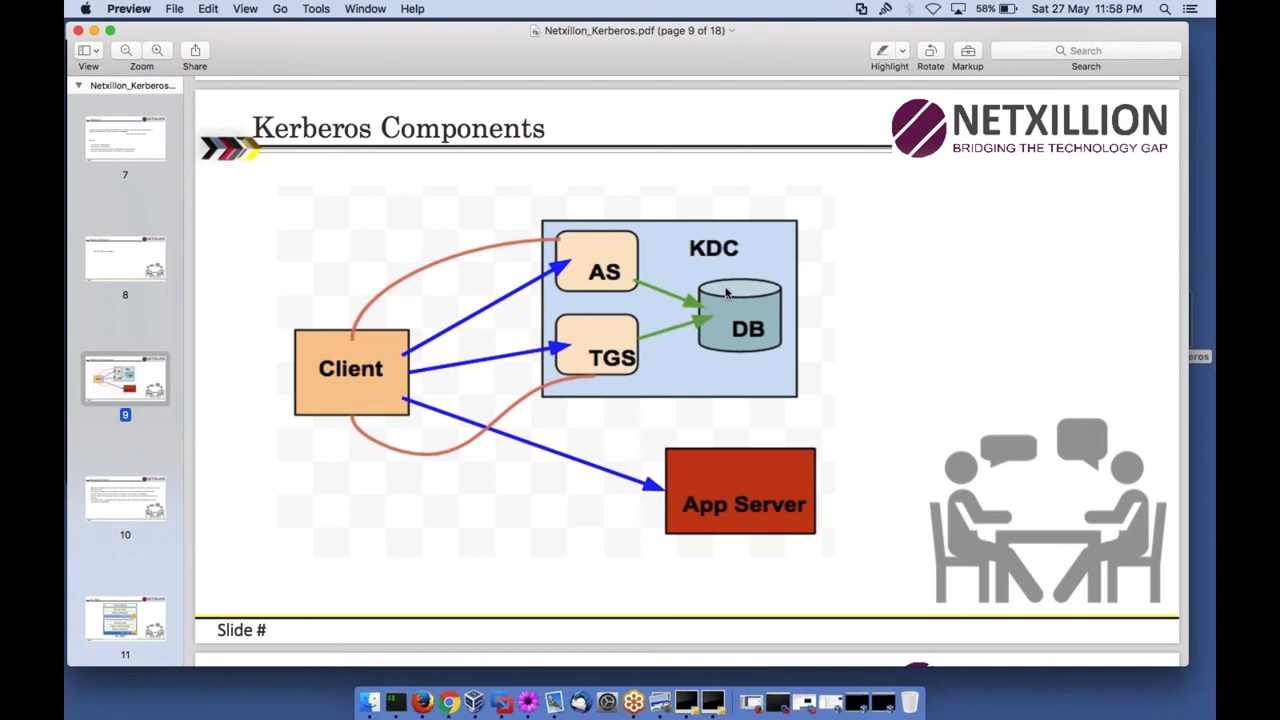 Preview File Edit View Go Tools Window Help
58% Sat 27 May 11:58 PM
Netxillon_Kerberos.pdf (page 9 of 18)
Search
View Zoom Share Highlight Rotate Markup Search
Netxillon_Kerberos...
7
8
9
10
11
Kerberos Components
NETXILLION
BRIDGING THE TECHNOLOGY GAP
KDC
AS
DB
TGS
Client
App Server
Slide #
eros